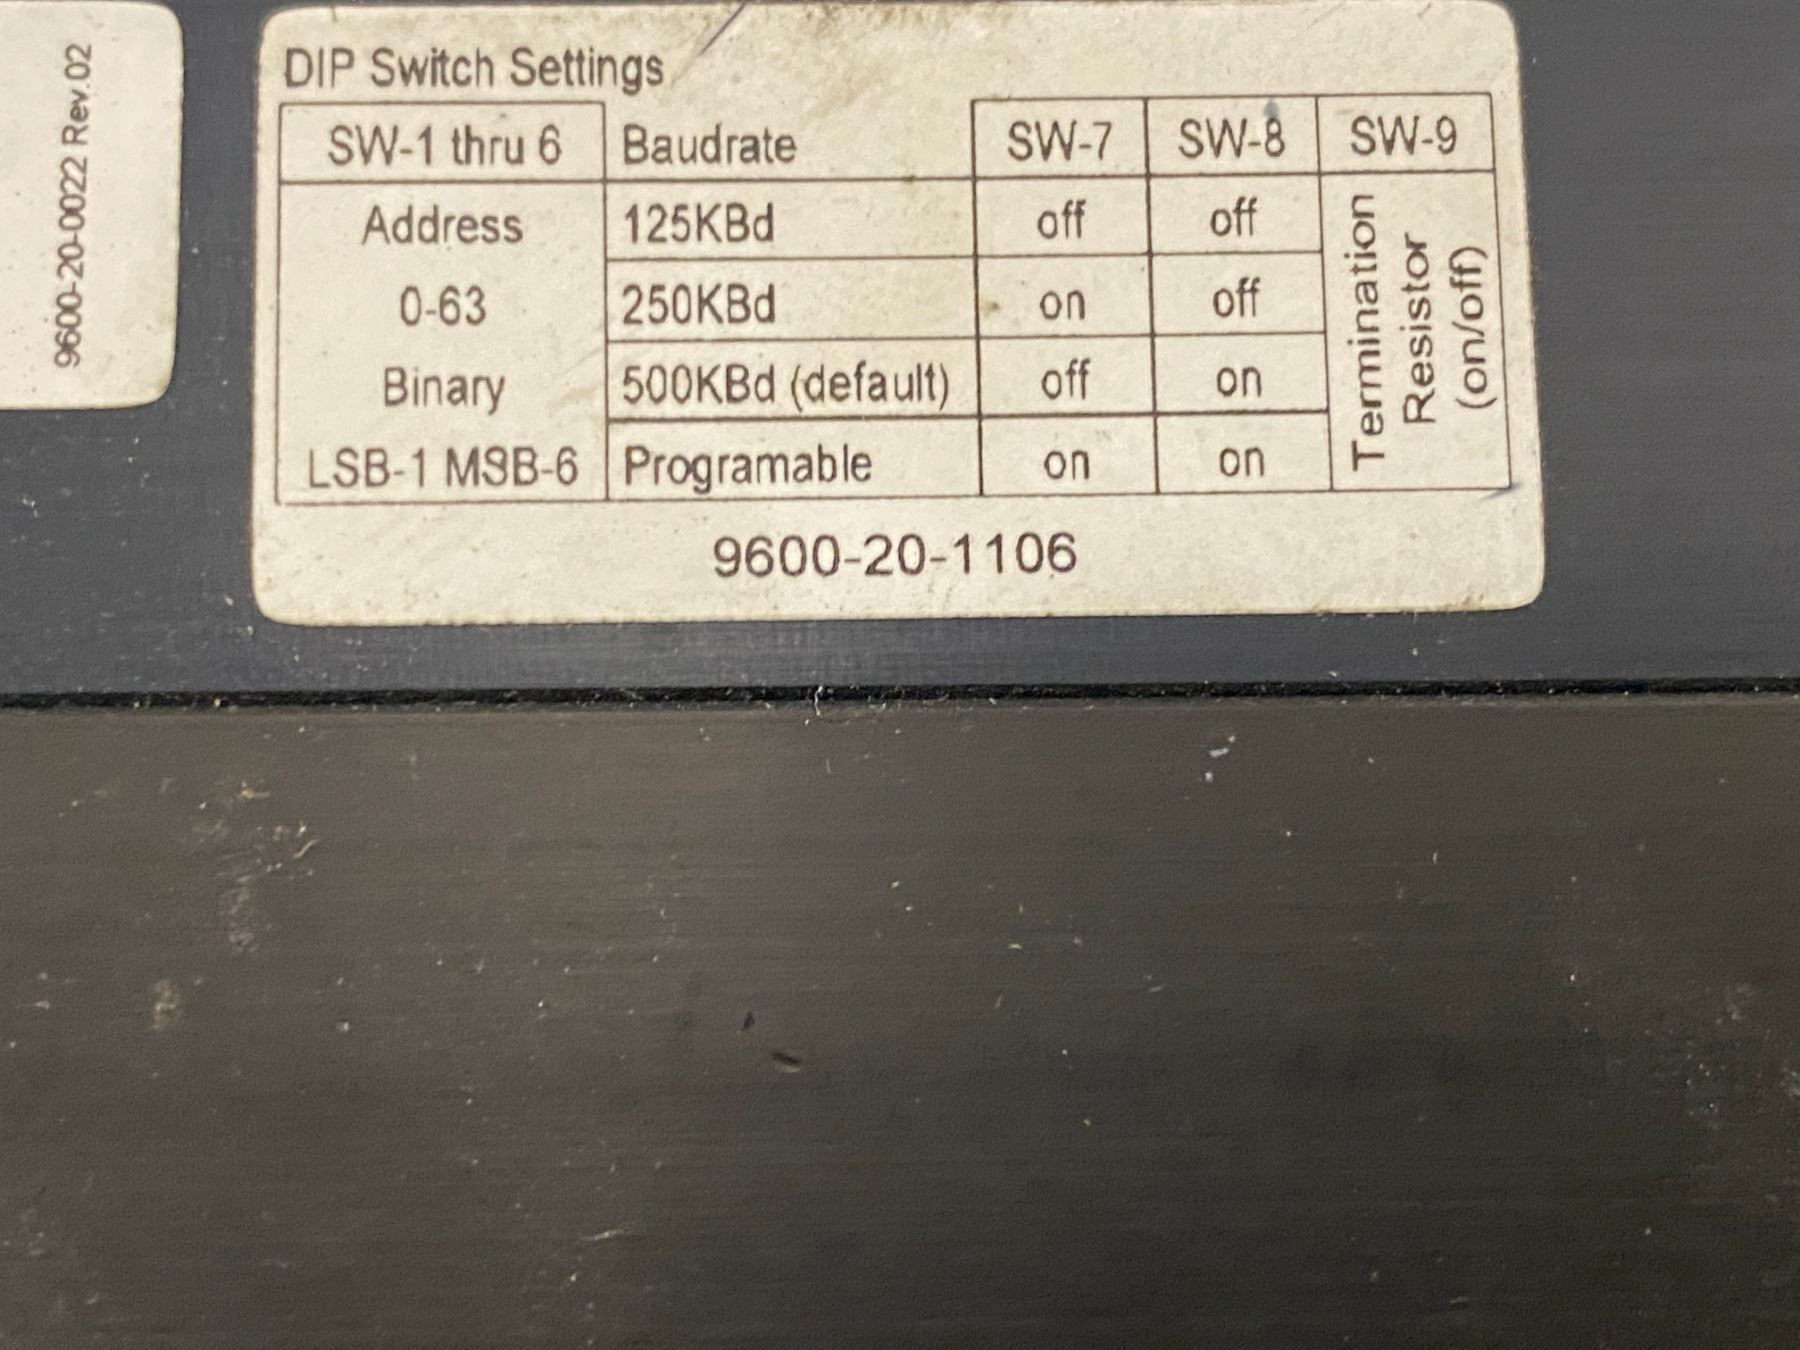 9600-20-0022 Rev.02
DIP Switch Settings
SW-1 thru 6 Baudrate SW-7 SW-8 SW-9
Address 125KBd off off
0-63 250KBd on off
Binary 500KBd (default) off on
LSB-1 MSB-6 Programable on on
Termination
Resistor
(on/off)
9600-20-1106